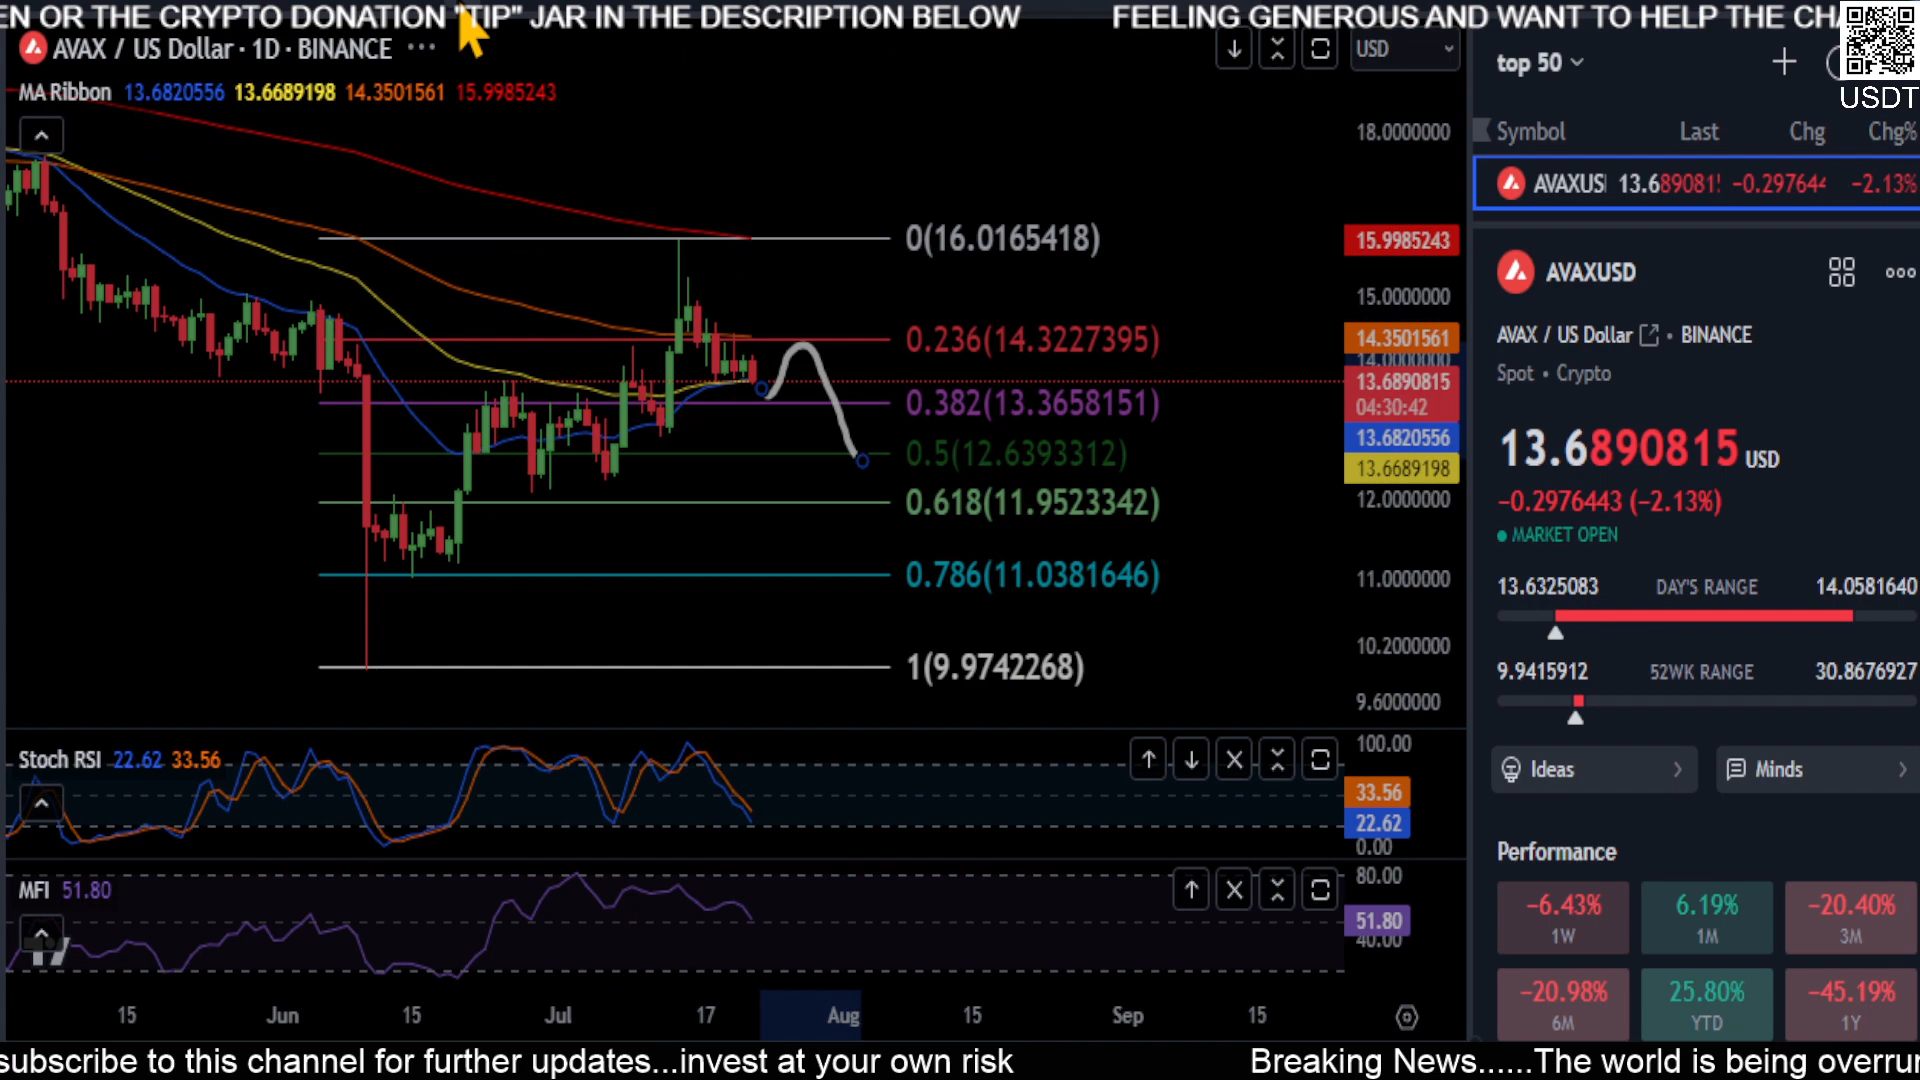 EN OR THE CRYPTO DONATION "TIP" JAR IN THE DESCRIPTION BELOW
FEELING GENEROUS AND WANT TO HELP THE CHA
AVAX / US Dollar · 1D · BINANCE
USD
MA Ribbon 13.6820556 13.6689198 14.3501561 15.9985243
18.0000000
15.9985243
15.0000000
14.3501561
14.0000000
13.6890815
04:30:42
13.6820556
13.6689198
12.0000000
11.0000000
10.2000000
9.6000000
0(16.0165418)
0.236(14.3227395)
0.382(13.3658151)
0.5(12.6393312)
0.618(11.9523342)
0.786(11.0381646)
1(9.9742268)
Stoch RSI 22.62 33.56
100.00
33.56
22.62
0.00
MFI 51.80
80.00
51.80
40.00
15 Jun 15 Jul 17 Aug 15 Sep 15
top 50
USDT
Symbol Last Chg Chg%
AVAXUS 13.689081 −0.297644 −2.13%
AVAXUSD
AVAX / US Dollar · BINANCE
Spot • Crypto
13.6890815 USD
−0.2976443 (−2.13%)
MARKET OPEN
13.6325083 DAY'S RANGE 14.0581640
9.9415912 52WK RANGE 30.8676927
Ideas
Minds
Performance
−6.43% 6.19% −20.40%
1W 1M 3M
−20.98% 25.80% −45.19%
6M YTD 1Y
subscribe to this channel for further updates...invest at your own risk
Breaking News......The world is being overrun